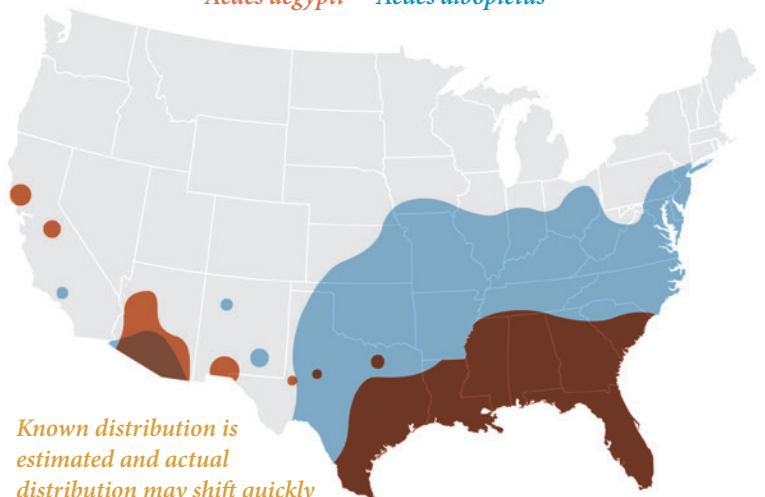 Aedes aegypti Aedes albopictus
Known distribution is
estimated and actual
distribution may shift quickly